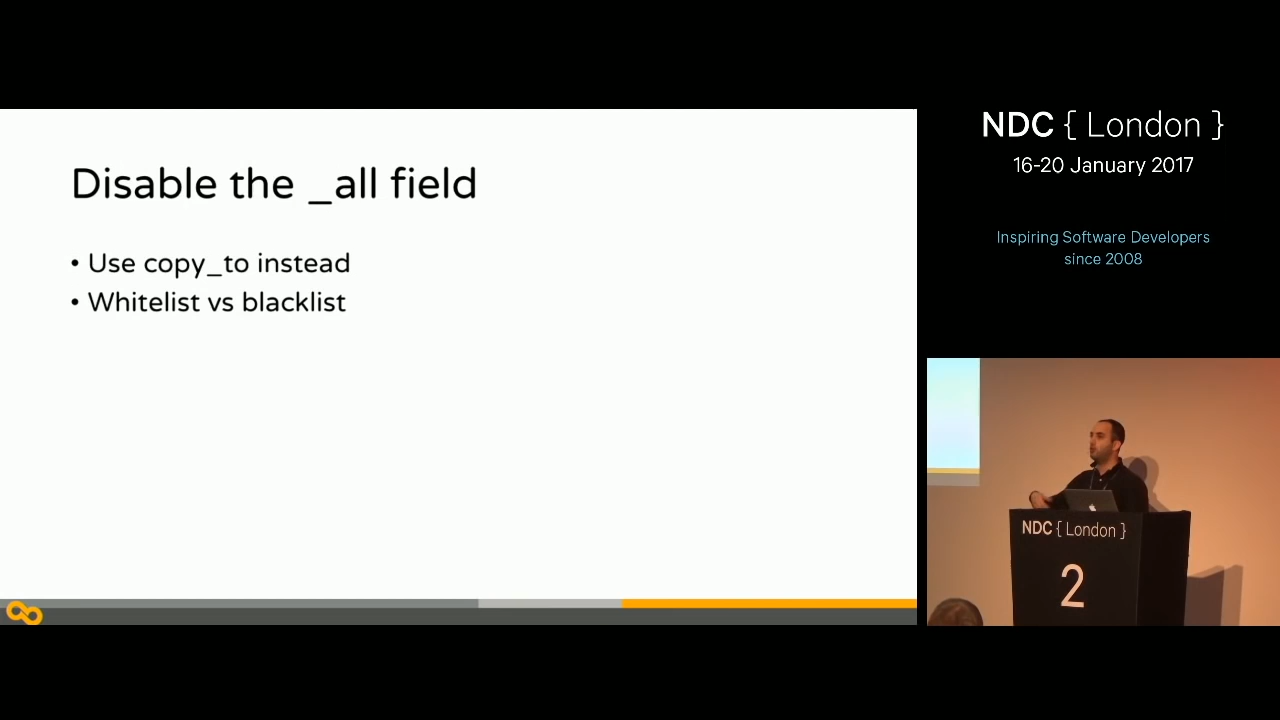 Disable the _all field
• Use copy_to instead
• Whitelist vs blacklist
NDC { London }
16-20 January 2017
Inspiring Software Developers
since 2008
NDC { London }
2